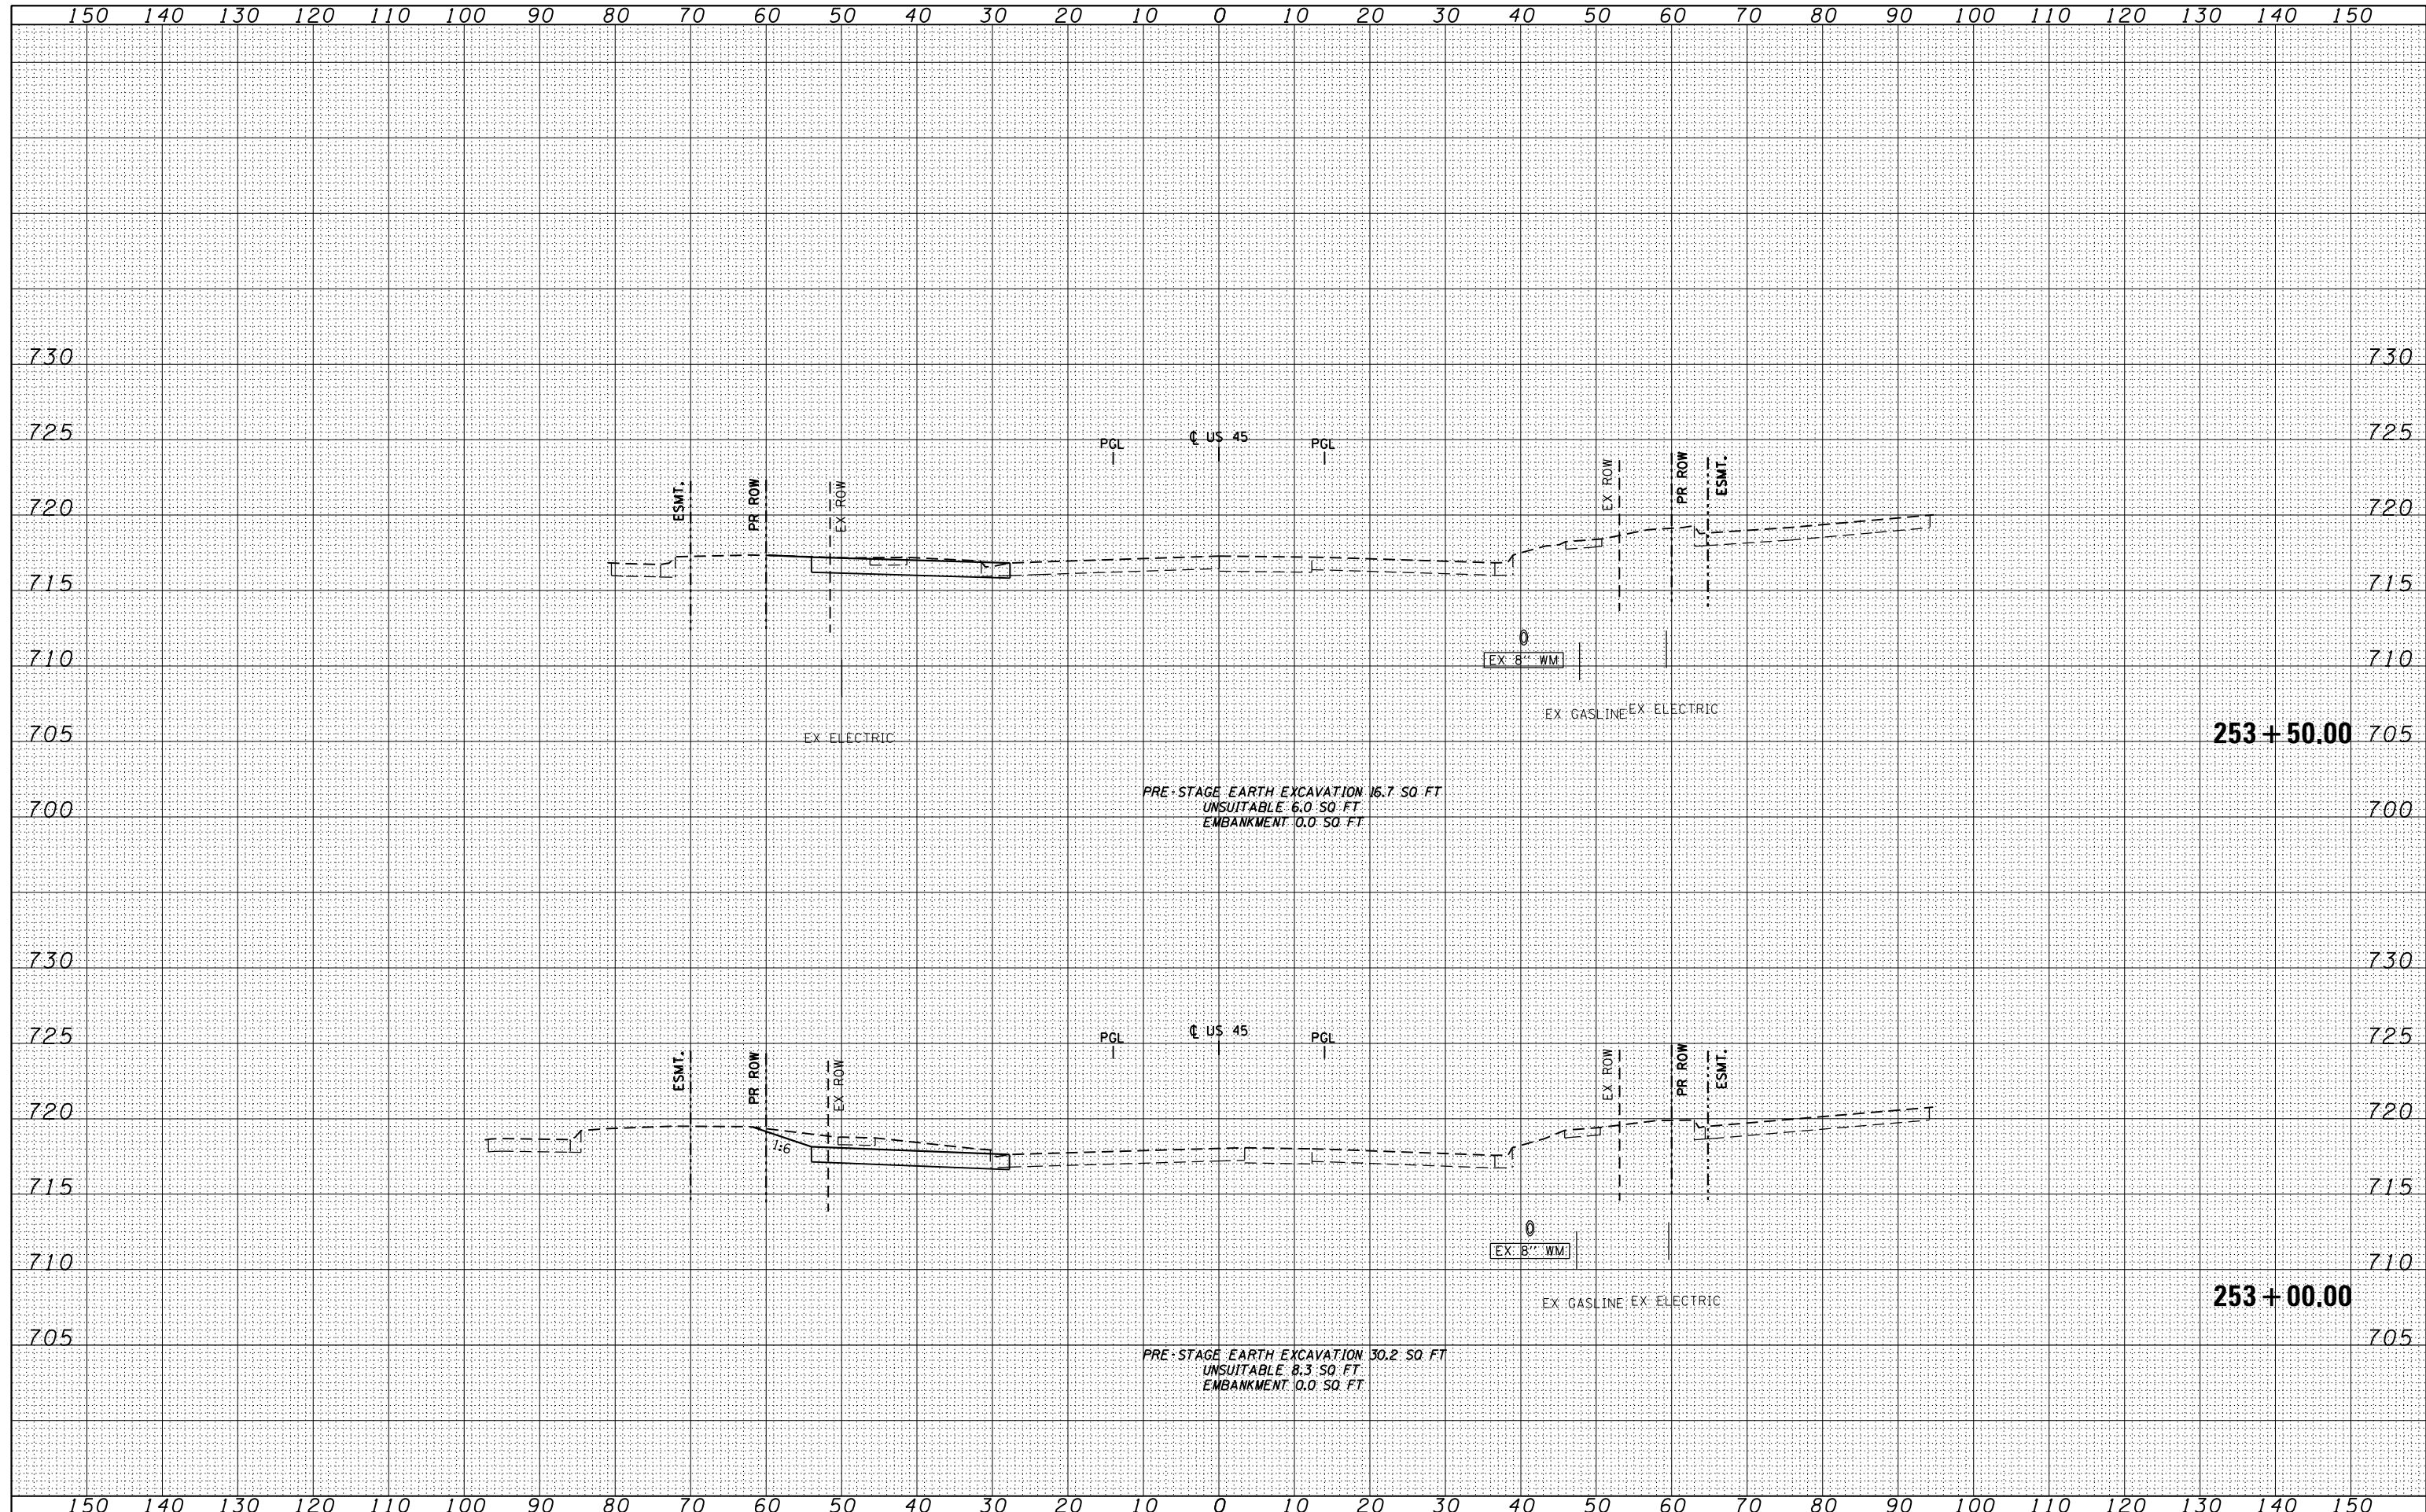 150 140 130 120 110 100 90 80 70 60 50 40 30 20 10 0 10 20 30 40 50 60 70 80 90 100 110 120 130 140 150
730 730
725 725
PGL ℄ US 45 PGL
ESMT. PR ROW EX ROW EX ROW PR ROW ESMT.
720 720
715 715
EX 8'' WM
710 710
EX GASLINE EX ELECTRIC
EX ELECTRIC
705 253+50.00 705
PRE-STAGE EARTH EXCAVATION 16.7 SQ FT
UNSUITABLE 6.0 SQ FT
EMBANKMENT 0.0 SQ FT
700 700
730 730
725 725
PGL ℄ US 45 PGL
ESMT. PR ROW EX ROW EX ROW PR ROW ESMT.
720 720
1:6
715 715
EX 8'' WM
710 710
EX GASLINE EX ELECTRIC
253+00.00
705 705
PRE-STAGE EARTH EXCAVATION 30.2 SQ FT
UNSUITABLE 8.3 SQ FT
EMBANKMENT 0.0 SQ FT
150 140 130 120 110 100 90 80 70 60 50 40 30 20 10 0 10 20 30 40 50 60 70 80 90 100 110 120 130 140 150